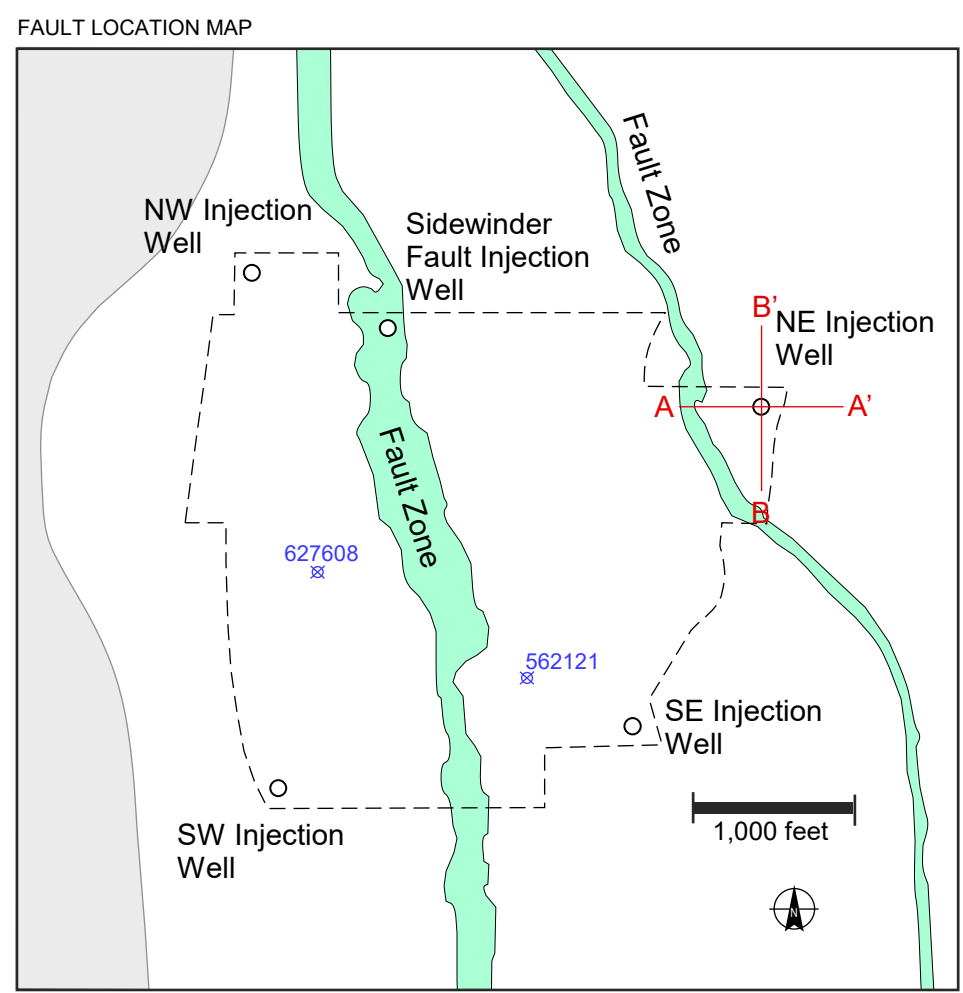 FAULT LOCATION MAP
Fault Zone
NW Injection
Well
Sidewinder
Fault Injection
Well
B’
NE Injection
Well
A
A’
Fault Zone
B
627608
562121
SE Injection
Well
1,000 feet
SW Injection
Well
N